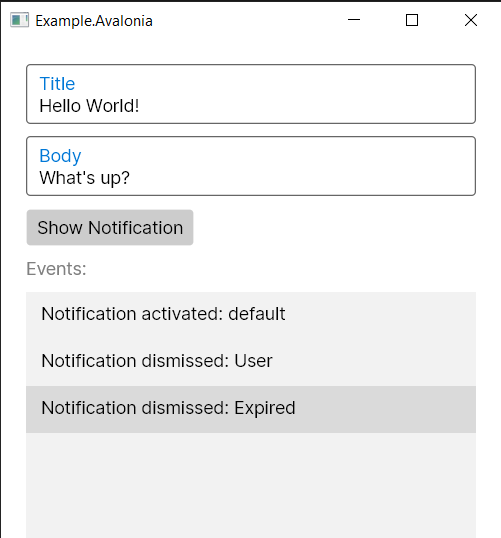 Example.Avalonia
Title
Hello World!
Body
What's up?
Show Notification
Events:
Notification activated: default
Notification dismissed: User
Notification dismissed: Expired